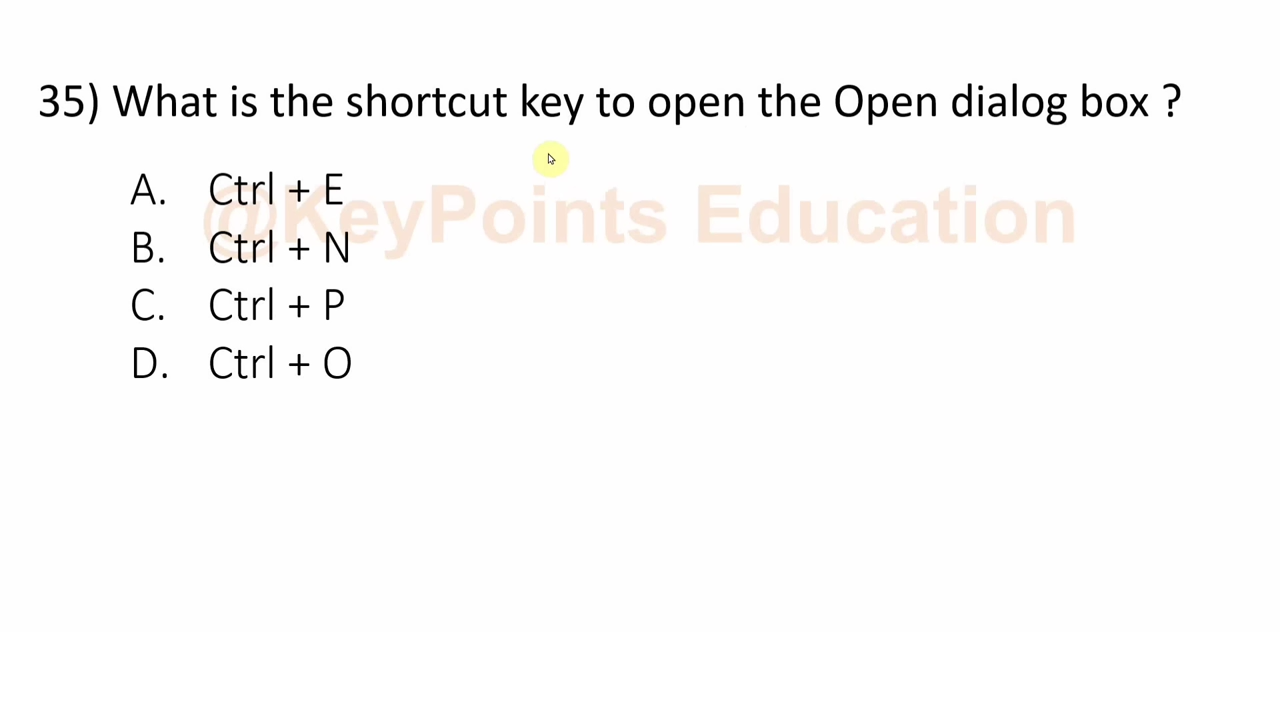 35) What is the shortcut key to open the Open dialog box ?
@KeyPoints Education
A. Ctrl + E
B. Ctrl + N
C. Ctrl + P
D. Ctrl + O